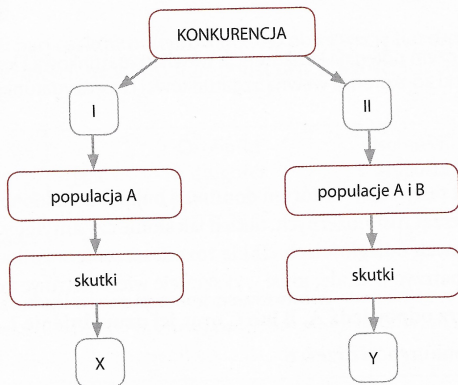 KONKURENCJA
I
II
populacja A
populacje A i B
skutki
skutki
X
Y